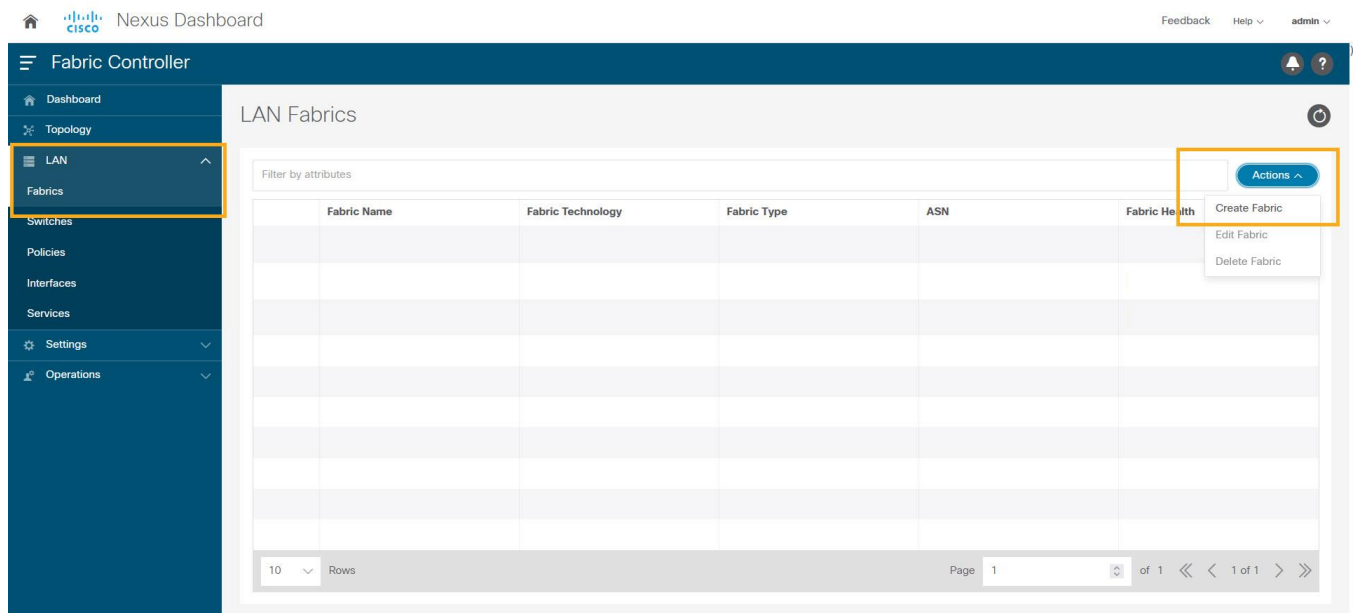 cisco Nexus Dashboard Feedback Help admin
Fabric Controller ?
Dashboard
Topology
LAN
Fabrics
Switches
Policies
Interfaces
Services
Settings
Operations
LAN Fabrics
Filter by attributes Actions
Create Fabric
Edit Fabric
Delete Fabric
Fabric Name Fabric Technology Fabric Type ASN Fabric Health
10 Rows Page 1 of 1 1 of 1